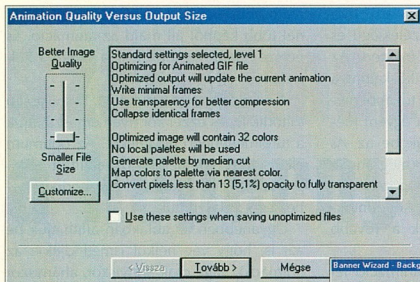 Animation Quality Versus Output Size
Better Image
Quality
Smaller File
Size
Customize...
Standard settings selected, level 1
Optimizing for Animated GIF file
Optimized output will update the current animation
Write minimal frames
Use transparency for better compression
Collapse identical frames
Optimized image will contain 32 colors
No local palettes will be used
Generate palette by median cut
Map colors to palette via nearest color.
Convert pixels less than 13 (5,1%) opacity to fully transparent
Use these settings when saving unoptimized files
< Vissza
Tovább >
Mégse
Banner Wizard - Backg